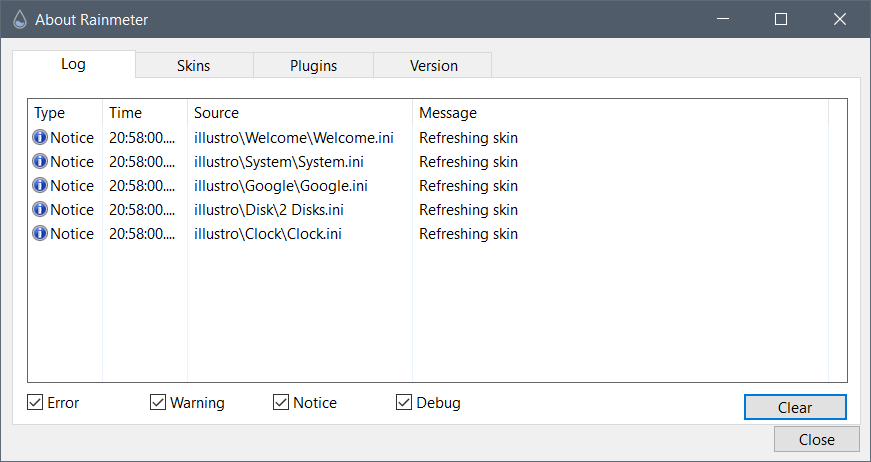 About Rainmeter
Log Skins Plugins Version
Type Time Source Message
Notice 20:58:00.... illustro\Welcome\Welcome.ini Refreshing skin
Notice 20:58:00.... illustro\System\System.ini Refreshing skin
Notice 20:58:00.... illustro\Google\Google.ini Refreshing skin
Notice 20:58:00.... illustro\Disk\2 Disks.ini Refreshing skin
Notice 20:58:00.... illustro\Clock\Clock.ini Refreshing skin
Error Warning Notice Debug Clear
Close